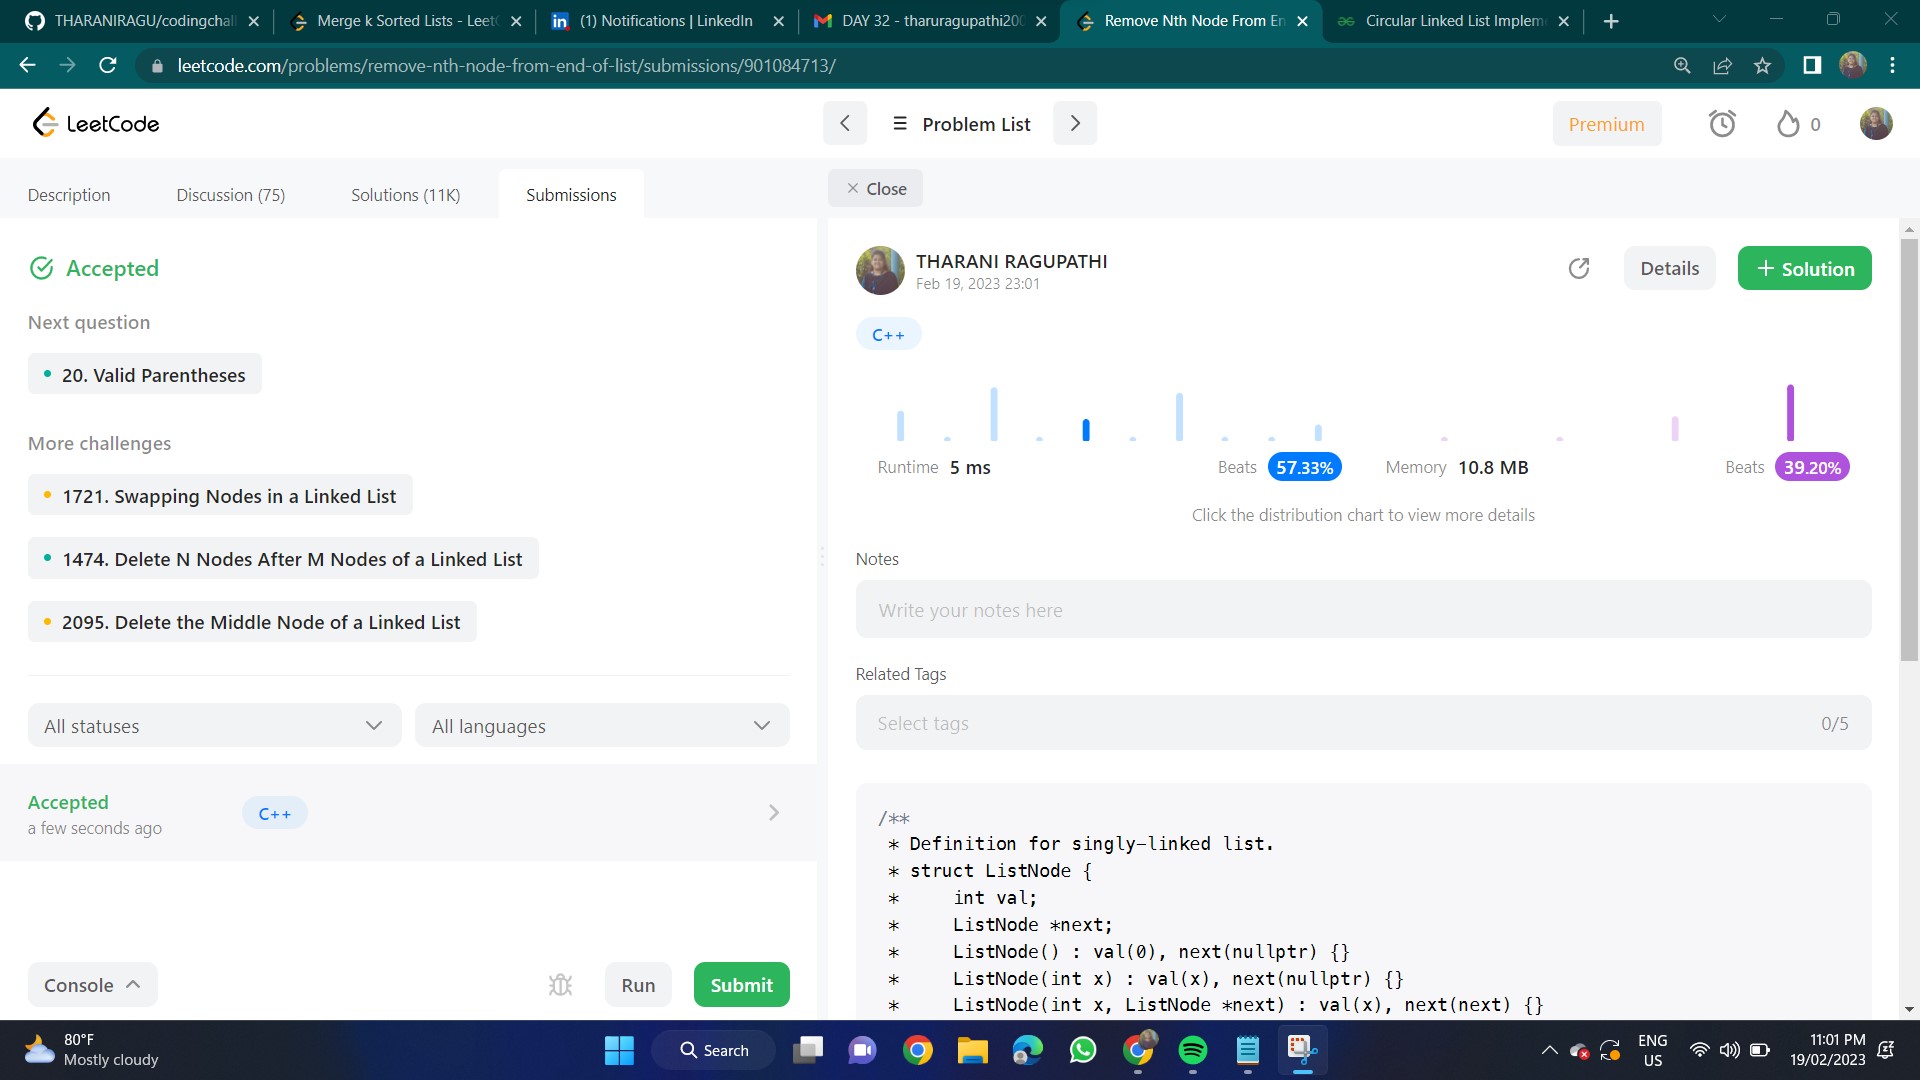 THARANIRAGU/codingchall
Merge k Sorted Lists - LeetC
(1) Notifications | LinkedIn
DAY 32 - tharuragupathi200
Remove Nth Node From En
Circular Linked List Implem
leetcode.com/problems/remove-nth-node-from-end-of-list/submissions/901084713/
LeetCode
Problem List
Premium
0
Description
Discussion (75)
Solutions (11K)
Submissions
Close
Accepted
Next question
20. Valid Parentheses
More challenges
1721. Swapping Nodes in a Linked List
1474. Delete N Nodes After M Nodes of a Linked List
2095. Delete the Middle Node of a Linked List
All statuses
All languages
Accepted
a few seconds ago
C++
Console
Run
Submit
THARANI RAGUPATHI
Feb 19, 2023 23:01
Details
+ Solution
C++
Runtime 5 ms
Beats 57.33%
Memory 10.8 MB
Beats 39.20%
Click the distribution chart to view more details
Notes
Write your notes here
Related Tags
Select tags
0/5
/**
* Definition for singly-linked list.
* struct ListNode {
*     int val;
*     ListNode *next;
*     ListNode() : val(0), next(nullptr) {}
*     ListNode(int x) : val(x), next(nullptr) {}
*     ListNode(int x, ListNode *next) : val(x), next(next) {}
80°F
Mostly cloudy
Search
ENG
US
11:01 PM
19/02/2023